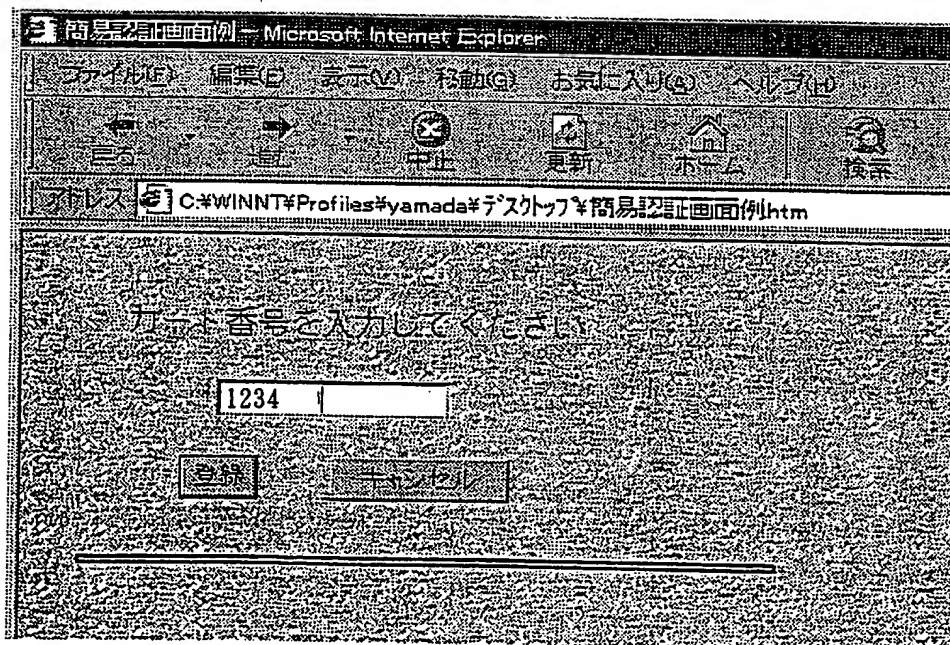 簡易認証画面例 - Microsoft Internet Explorer
ファイル(F) 編集(E) 表示(V) 移動(G) お気に入り(A) ヘルプ(H)
戻る 進む 中止 更新 ホーム 検索
アドレス C:¥WINNT¥Profiles¥yamada¥デスクトップ¥簡易認証画面例.htm
カード番号を入力してください
1234
登録 キャンセル